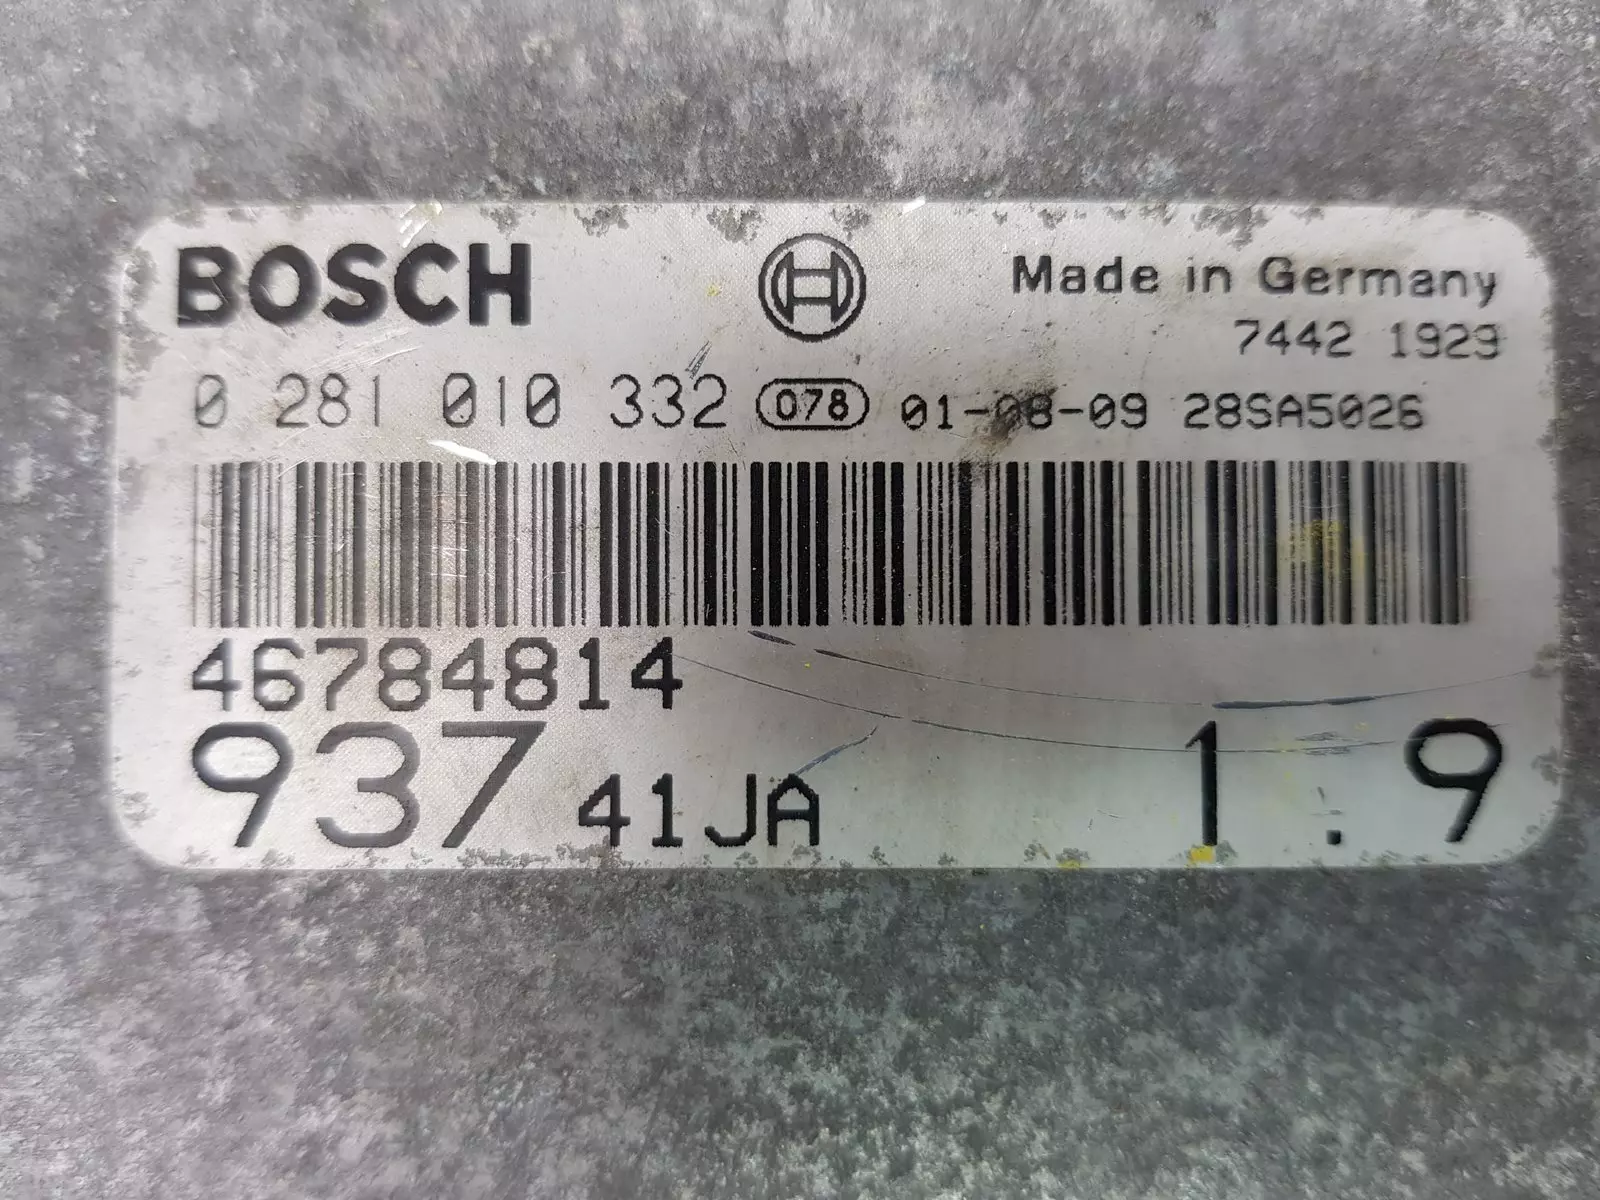 BOSCH
Made in Germany
7442 1929
0 281 010 332 078 01-08-09 28SA5026
46784814
937 41JA 1.9